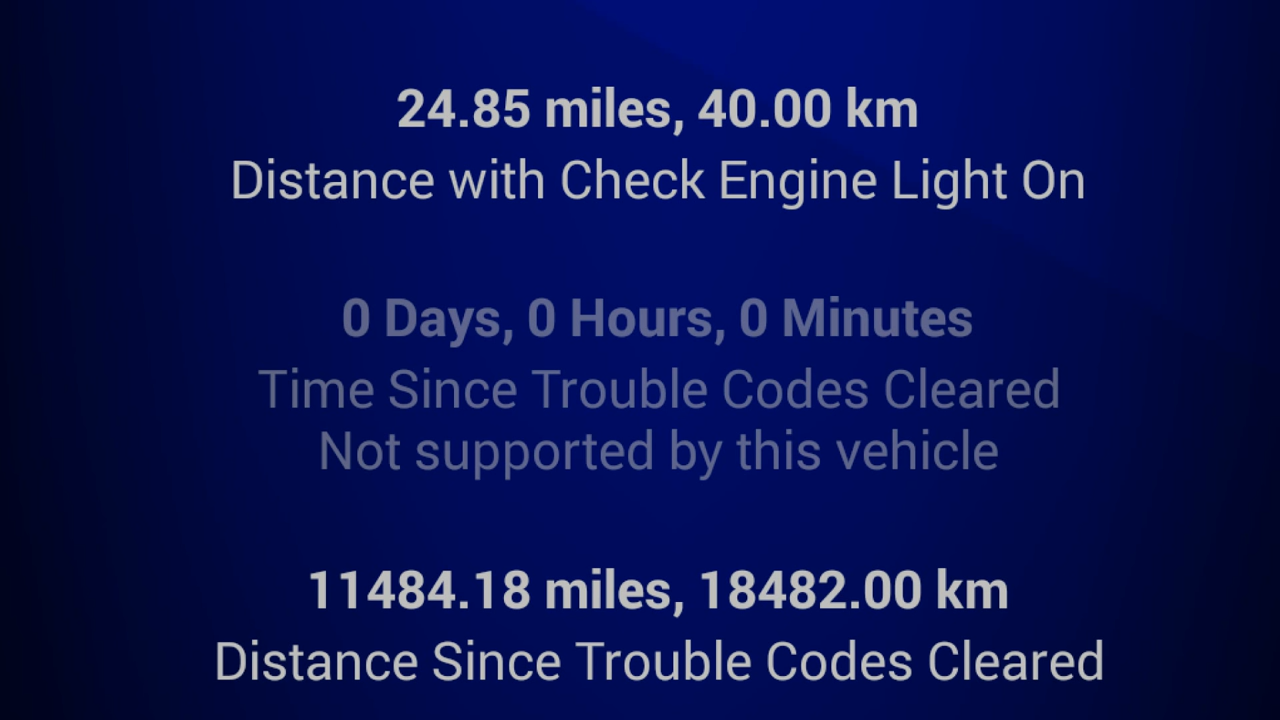 24.85 miles, 40.00 km
Distance with Check Engine Light On
0 Days, 0 Hours, 0 Minutes
Time Since Trouble Codes Cleared
Not supported by this vehicle
11484.18 miles, 18482.00 km
Distance Since Trouble Codes Cleared